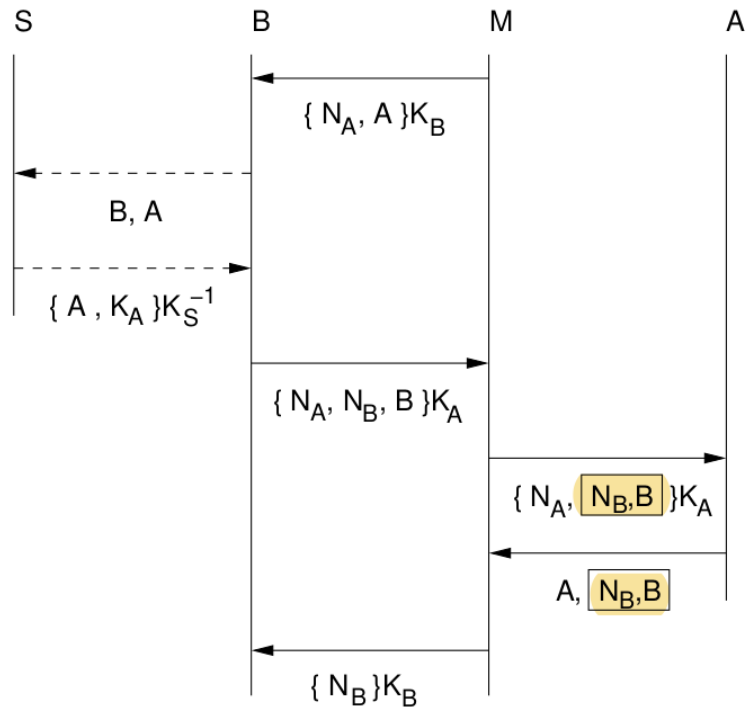 S B M A
{ N_A, A }K_B
B, A
{ A , K_A }K_S^-1
{ N_A, N_B, B }K_A
{ N_A, N_B,B }K_A
A, N_B,B
{ N_B }K_B